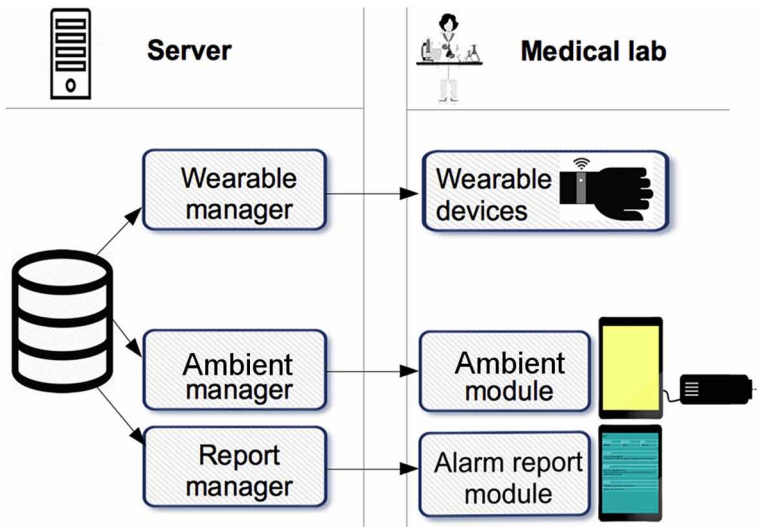 Server
Medical lab
Wearable
manager
Wearable
devices
Ambient
manager
Ambient
module
Report
manager
Alarm report
module